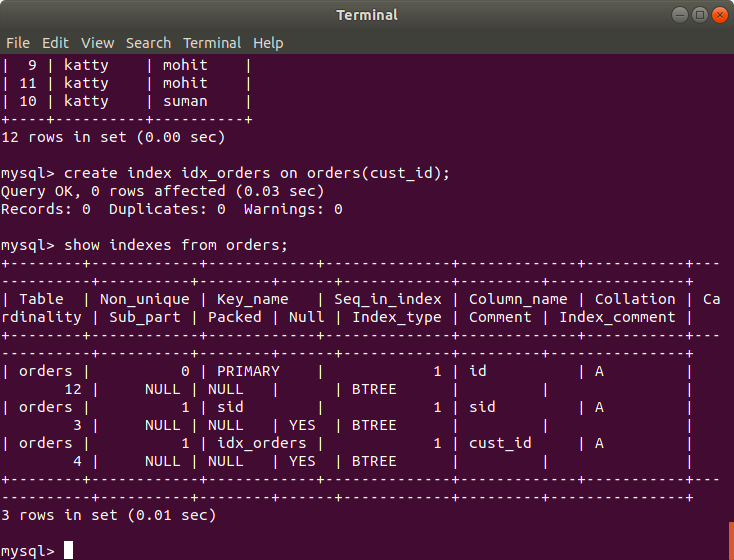 Terminal
File Edit View Search Terminal Help
|  9 | katty    | mohit    |
| 11 | katty    | mohit    |
| 10 | katty    | suman    |
+----+----------+----------+
12 rows in set (0.00 sec)
mysql> create index idx_orders on orders(cust_id);
Query OK, 0 rows affected (0.03 sec)
Records: 0  Duplicates: 0  Warnings: 0
mysql> show indexes from orders;
+--------+------------+------------+--------------+-------------+-----------+---
----------+----------+--------+------+------------+---------+---------------+
| Table  | Non_unique | Key_name   | Seq_in_index | Column_name | Collation | Ca
rdinality | Sub_part | Packed | Null | Index_type | Comment | Index_comment |
+--------+------------+------------+--------------+-------------+-----------+---
----------+----------+--------+------+------------+---------+---------------+
| orders |          0 | PRIMARY    |            1 | id          | A         |
       12 |     NULL | NULL   |      | BTREE      |         |               |
| orders |          1 | sid        |            1 | sid         | A         |
        3 |     NULL | NULL   | YES  | BTREE      |         |               |
| orders |          1 | idx_orders |            1 | cust_id     | A         |
        4 |     NULL | NULL   | YES  | BTREE      |         |               |
+--------+------------+------------+--------------+-------------+-----------+---
----------+----------+--------+------+------------+---------+---------------+
3 rows in set (0.01 sec)
mysql>